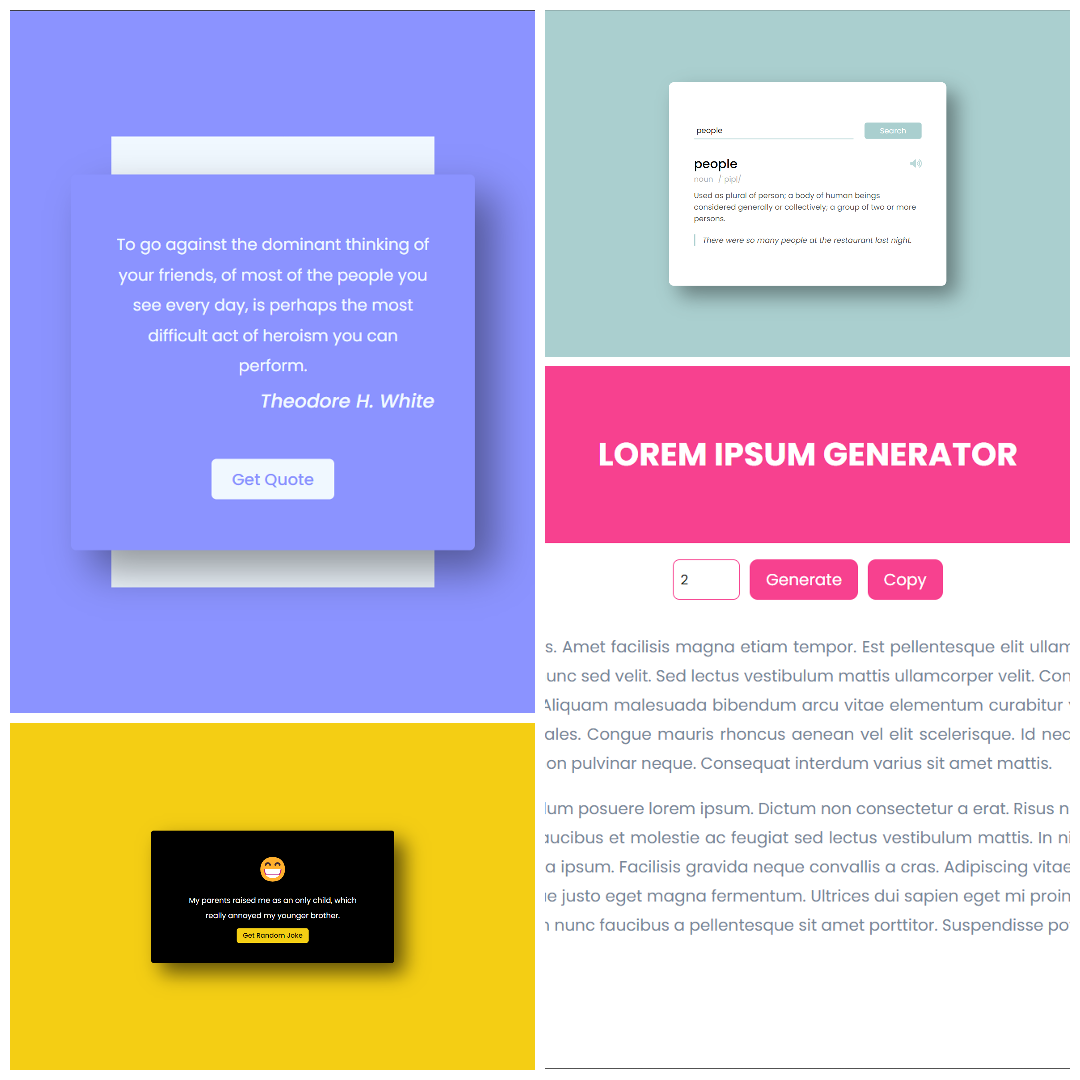 To go against the dominant thinking of
your friends, of most of the people you
see every day, is perhaps the most
difficult act of heroism you can
perform.
Theodore H. White
Get Quote
people
Search
people
noun / pipl/
Used as plural of person; a body of human beings
considered generally or collectively; a group of two or more
persons.
There were so many people at the restaurant last night.
LOREM IPSUM GENERATOR
2
Generate
Copy
s. Amet facilisis magna etiam tempor. Est pellentesque elit ullam
unc sed velit. Sed lectus vestibulum mattis ullamcorper velit. Con
Aliquam malesuada bibendum arcu vitae elementum curabitur
ales. Congue mauris rhoncus aenean vel elit scelerisque. Id neq
on pulvinar neque. Consequat interdum varius sit amet mattis.
lum posuere lorem ipsum. Dictum non consectetur a erat. Risus n
aucibus et molestie ac feugiat sed lectus vestibulum mattis. In ni
a ipsum. Facilisis gravida neque convallis a cras. Adipiscing vitae
ue justo eget magna fermentum. Ultrices dui sapien eget mi proin
nunc faucibus a pellentesque sit amet porttitor. Suspendisse po
My parents raised me as an only child, which
really annoyed my younger brother.
Get Random Joke